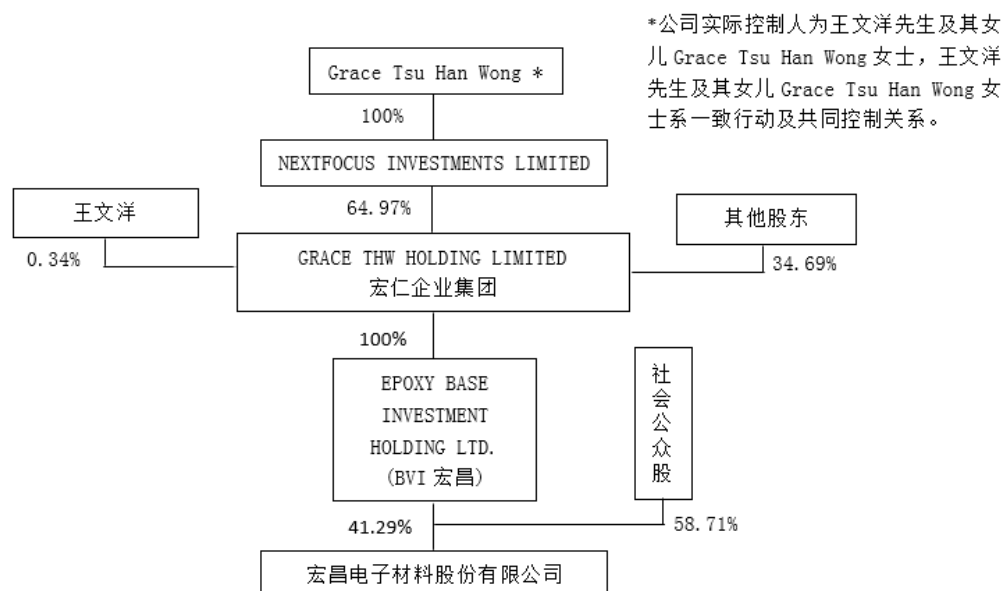 *公司实际控制人为王文洋先生及其女
儿 Grace Tsu Han Wong 女士，王文洋
先生及其女儿 Grace Tsu Han Wong 女
士系一致行动及共同控制关系。
Grace Tsu Han Wong *
100%
NEXTFOCUS INVESTMENTS LIMITED
64.97%
王文洋
0.34%
其他股东
34.69%
GRACE THW HOLDING LIMITED
宏仁企业集团
100%
EPOXY BASE
INVESTMENT
HOLDING LTD.
(BVI 宏昌)
社会公众股
41.29%
58.71%
宏昌电子材料股份有限公司